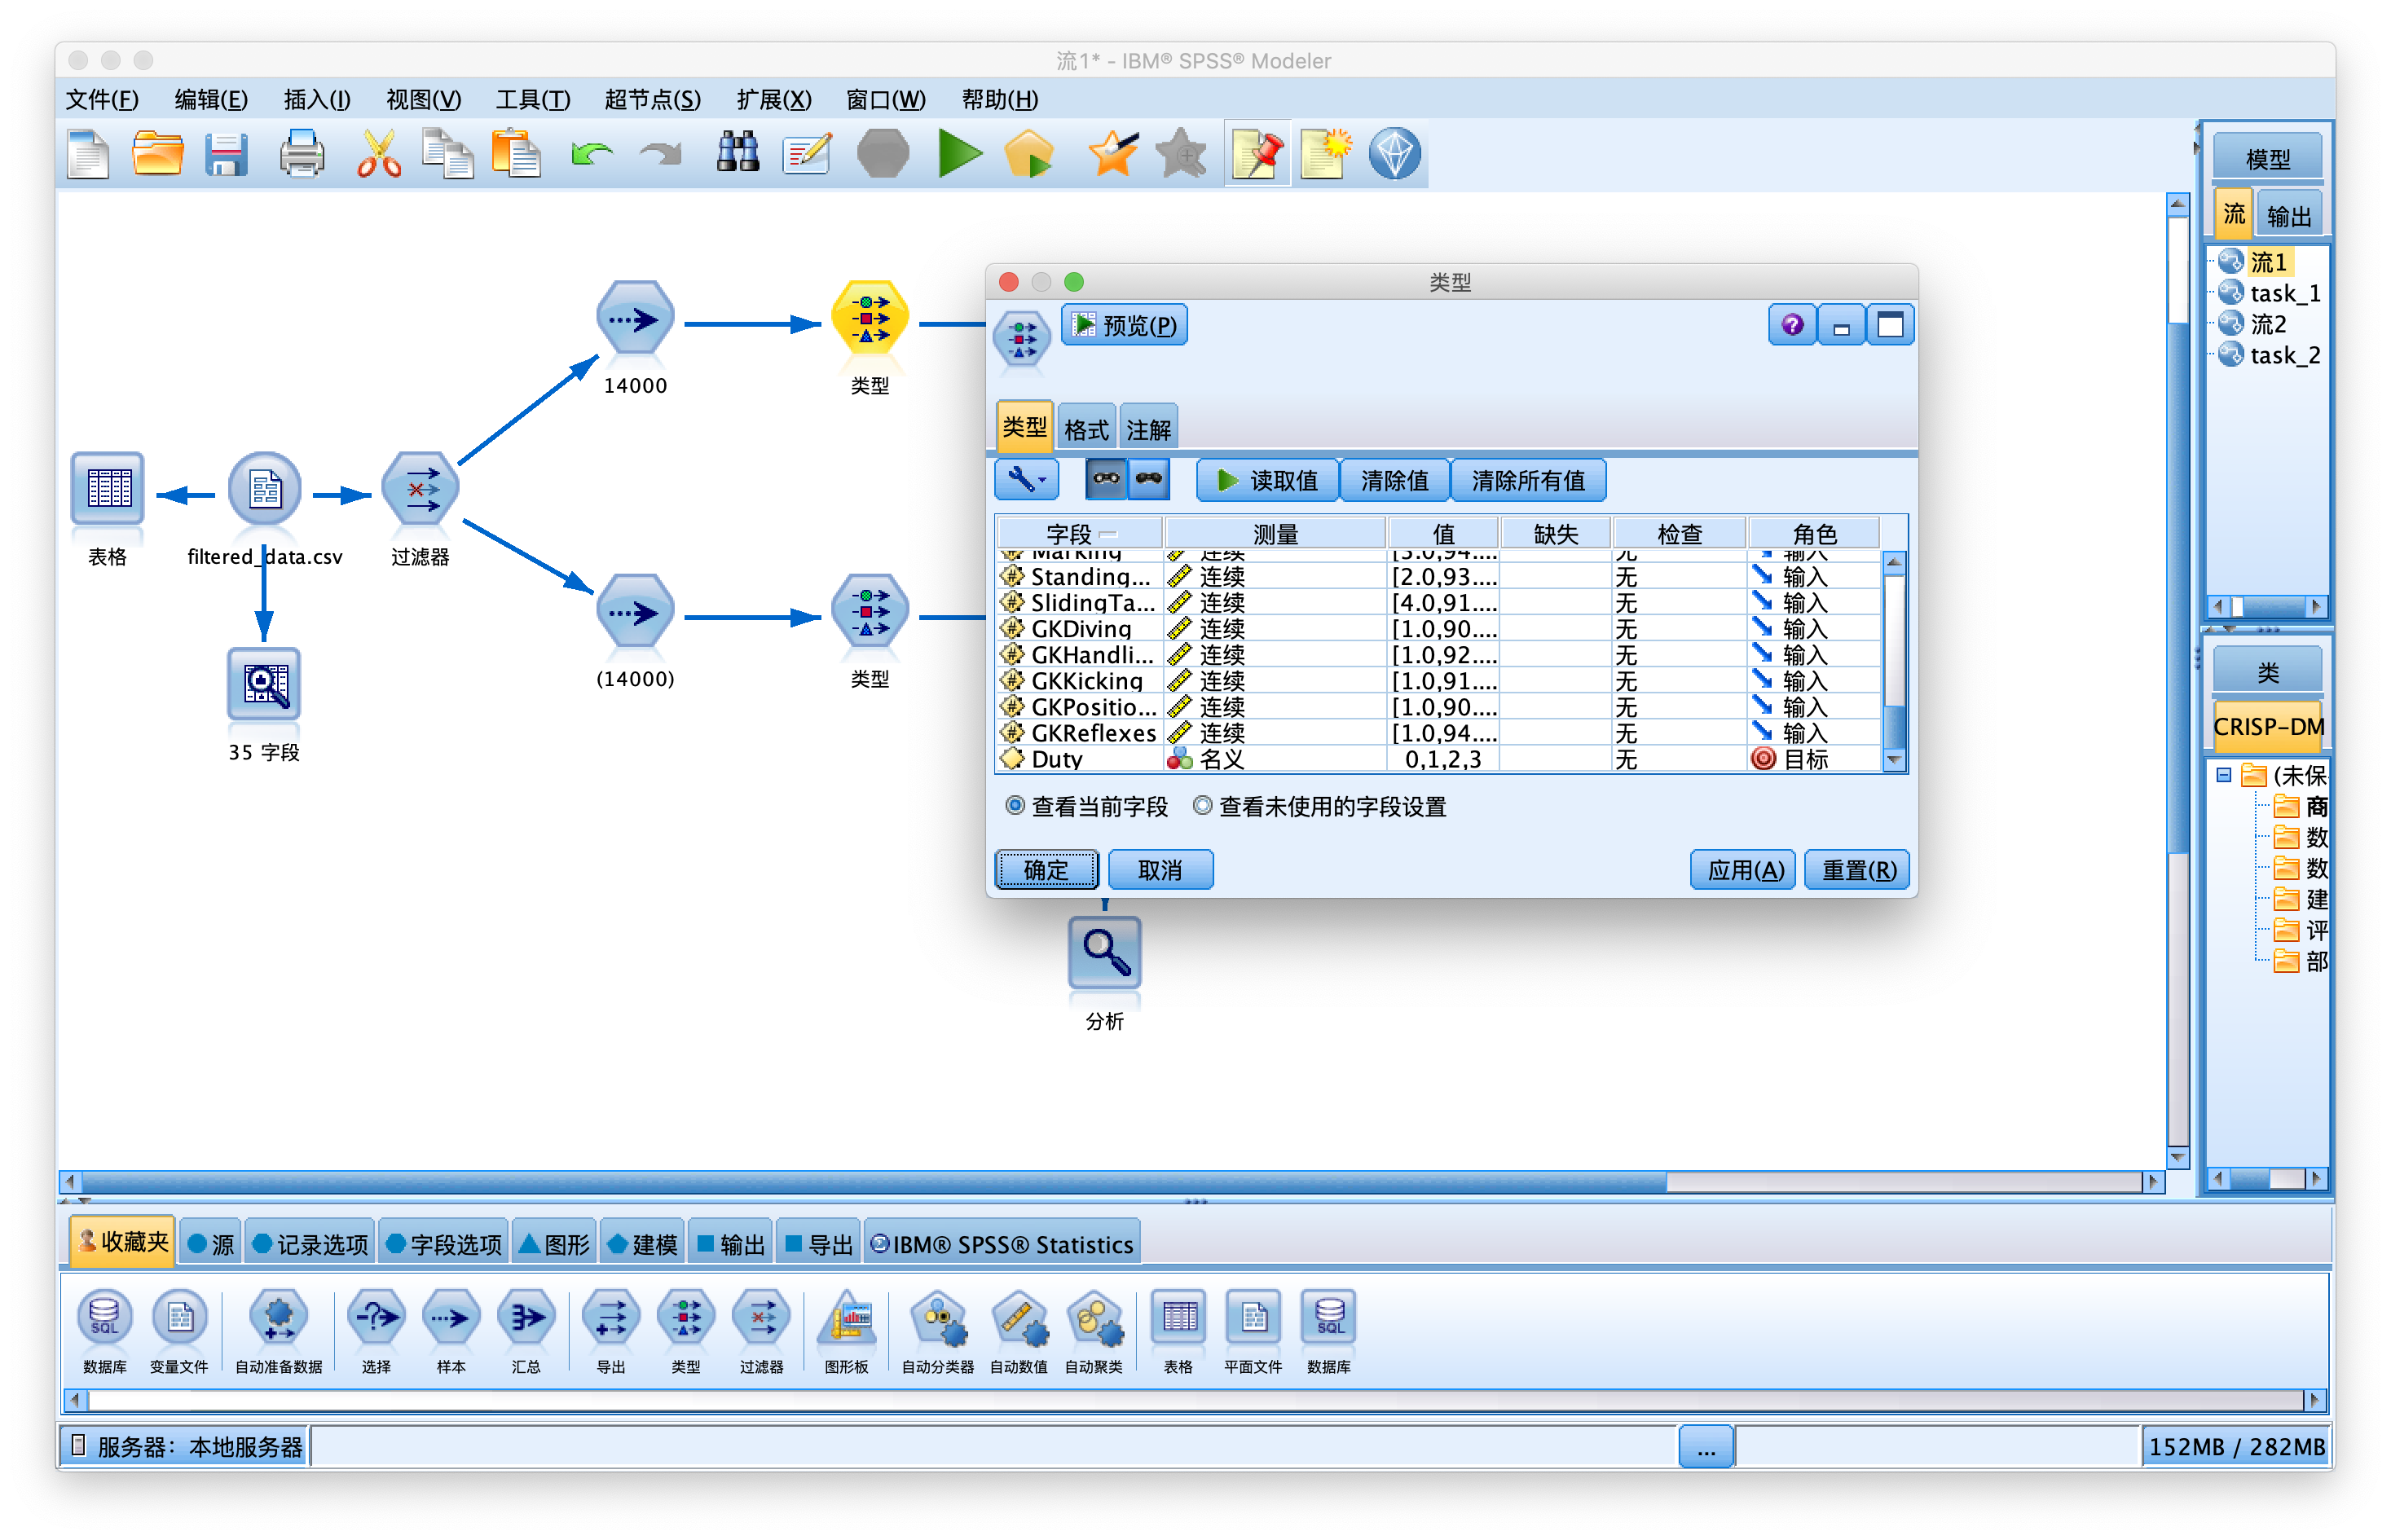 流1* - IBM® SPSS® Modeler
文件(F) 编辑(E) 插入(I) 视图(V) 工具(T) 超节点(S) 扩展(X) 窗口(W) 帮助(H)
模型
流 输出
流1
task_1
流2
task_2
14000
类型
表格
filtered_data.csv
过滤器
(14000)
类型
35 字段
分析
类型
预览(P)
类型 格式 注解
读取值 清除值 清除所有值
字段 测量 值 缺失 检查 角色
Marking 连续 [3.0,94.... 无 输入
Standing... 连续 [2.0,93.... 无 输入
SlidingTa... 连续 [4.0,91.... 无 输入
GKDiving 连续 [1.0,90.... 无 输入
GKHandli... 连续 [1.0,92.... 无 输入
GKKicking 连续 [1.0,91.... 无 输入
GKPositio... 连续 [1.0,90.... 无 输入
GKReflexes 连续 [1.0,94.... 无 输入
Duty 名义 0,1,2,3 无 目标
查看当前字段 查看未使用的字段设置
确定 取消 应用(A) 重置(R)
类
CRISP-DM
(未保
商
数
数
建
评
部
收藏夹 源 记录选项 字段选项 图形 建模 输出 导出 IBM® SPSS® Statistics
SQL SQL
数据库 变量文件 自动准备数据 选择 样本 汇总 导出 类型 过滤器 图形板 自动分类器 自动数值 自动聚类 表格 平面文件 数据库
服务器：本地服务器 ... 152MB / 282MB